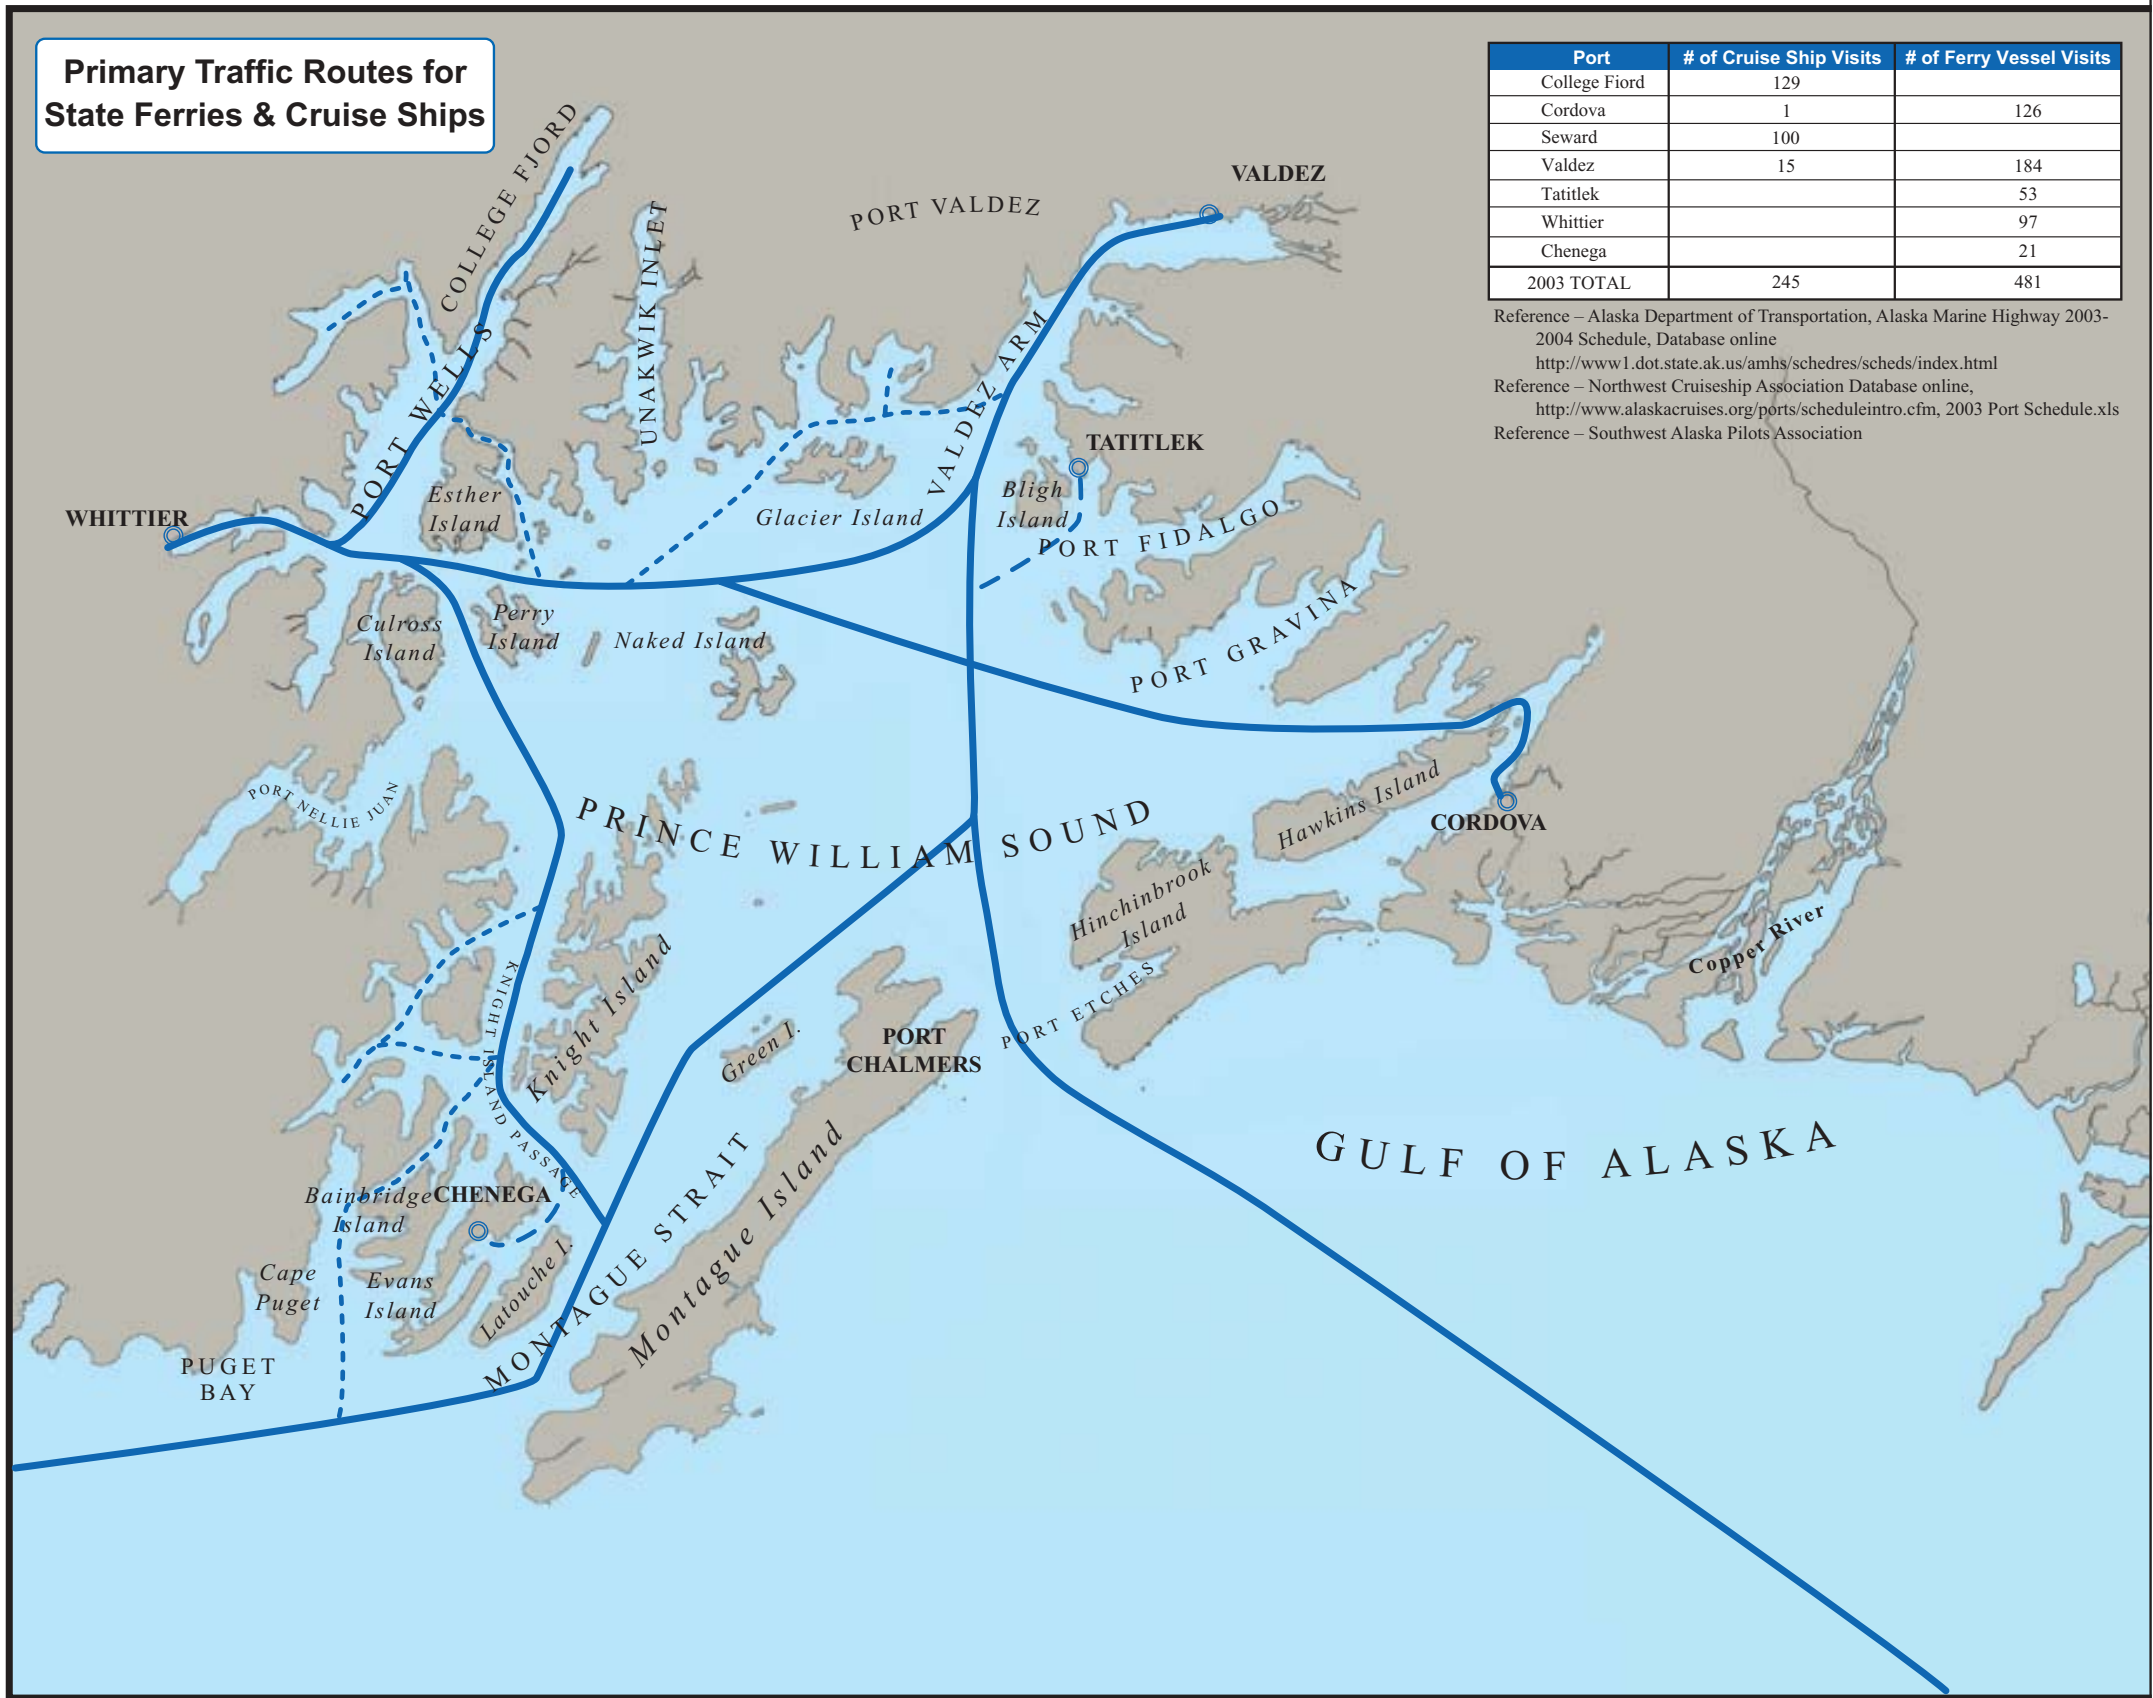 Primary Traffic Routes for
State Ferries & Cruise Ships
Port # of Cruise Ship Visits # of Ferry Vessel Visits
College Fiord 129
Cordova 1 126
Seward 100
Valdez 15 184
Tatitlek 53
Whittier 97
Chenega 21
2003 TOTAL 245 481
Reference – Alaska Department of Transportation, Alaska Marine Highway 2003-
2004 Schedule, Database online
http://www1.dot.state.ak.us/amhs/schedres/scheds/index.html
Reference – Northwest Cruiseship Association Database online,
http://www.alaskacruises.org/ports/scheduleintro.cfm, 2003 Port Schedule.xls
Reference – Southwest Alaska Pilots Association
COLLEGE FJORD
VALDEZ
PORT VALDEZ
UNAKWIK INLET
PORT WELLS
VALDEZ ARM
TATITLEK
Esther
Island
Bligh
Island
Glacier Island
WHITTIER
PORT FIDALGO
Culross
Island
Perry
Island
Naked Island
PORT GRAVINA
PORT NELLIE JUAN
PRINCE WILLIAM SOUND
Hawkins Island
CORDOVA
Hinchinbrook
Island
Copper River
KNIGHT ISLAND PASSAGE
Knight Island
PORT ETCHES
Green I.
PORT
CHALMERS
GULF OF ALASKA
Bainbridge
Island
CHENEGA
MONTAGUE STRAIT
Montague Island
Cape
Puget
Evans
Island
Latouche I.
PUGET
BAY